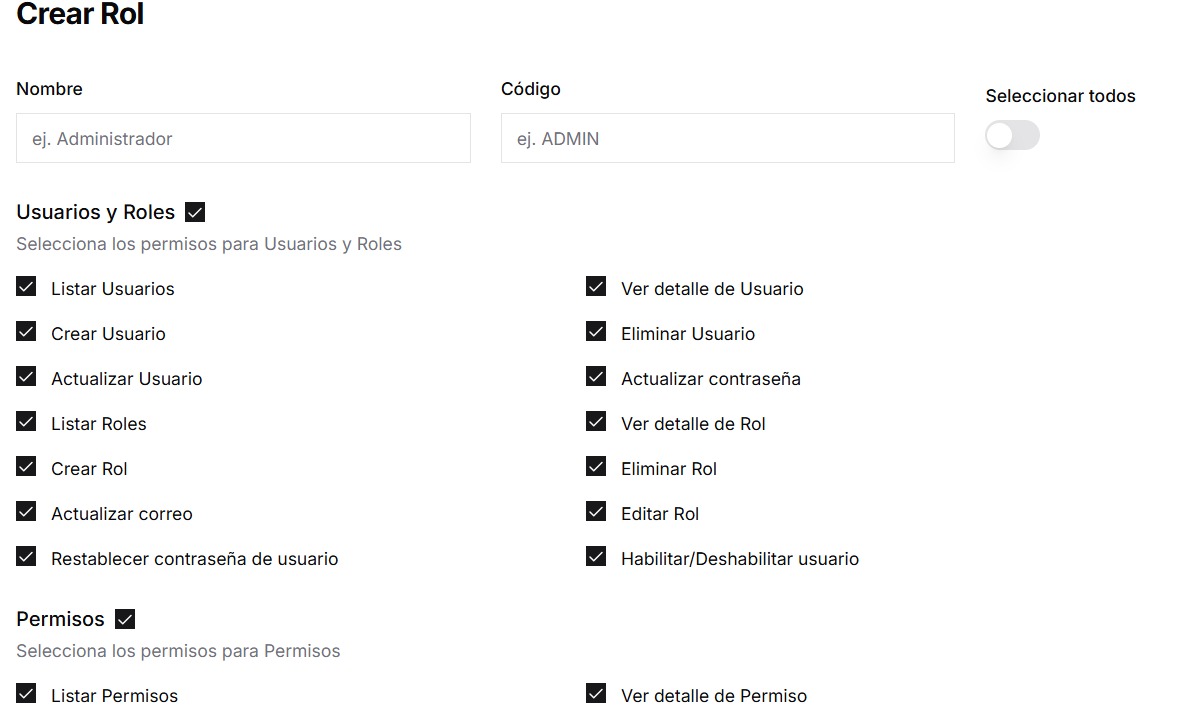 Crear Rol
Nombre
Código
Seleccionar todos
ej. Administrador
ej. ADMIN
Usuarios y Roles
Selecciona los permisos para Usuarios y Roles
Listar Usuarios
Ver detalle de Usuario
Crear Usuario
Eliminar Usuario
Actualizar Usuario
Actualizar contraseña
Listar Roles
Ver detalle de Rol
Crear Rol
Eliminar Rol
Actualizar correo
Editar Rol
Restablecer contraseña de usuario
Habilitar/Deshabilitar usuario
Permisos
Selecciona los permisos para Permisos
Listar Permisos
Ver detalle de Permiso